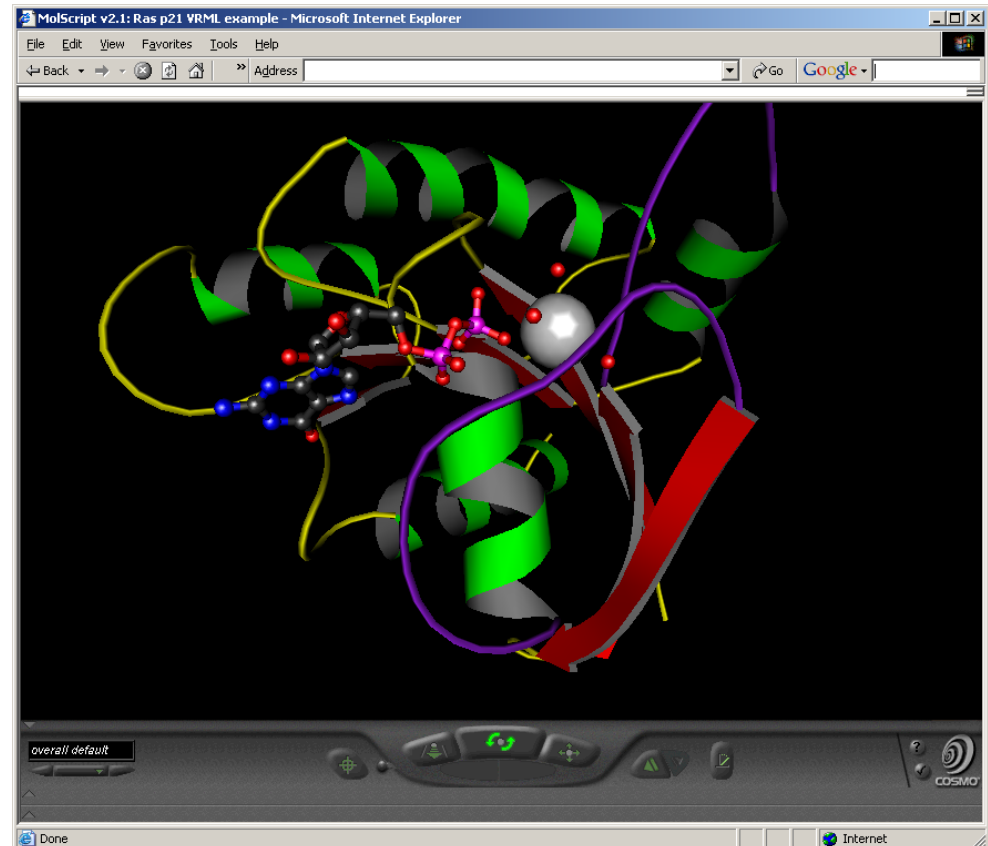 MolScript v2.1: Ras p21 VRML example - Microsoft Internet Explorer
File Edit View Favorites Tools Help
Back » Address Go Google
overall default
?
COSMO
Done Internet